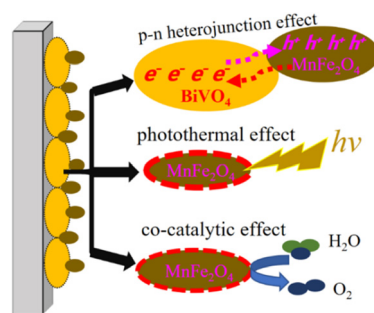 p-n heterojunction effect
h⁺ h⁺ h⁺ h⁺
e⁻ e⁻ e⁻ e⁻
MnFe₂O₄
BiVO₄
photothermal effect
hν
MnFe₂O₄
co-catalytic effect
H₂O
MnFe₂O₄
O₂